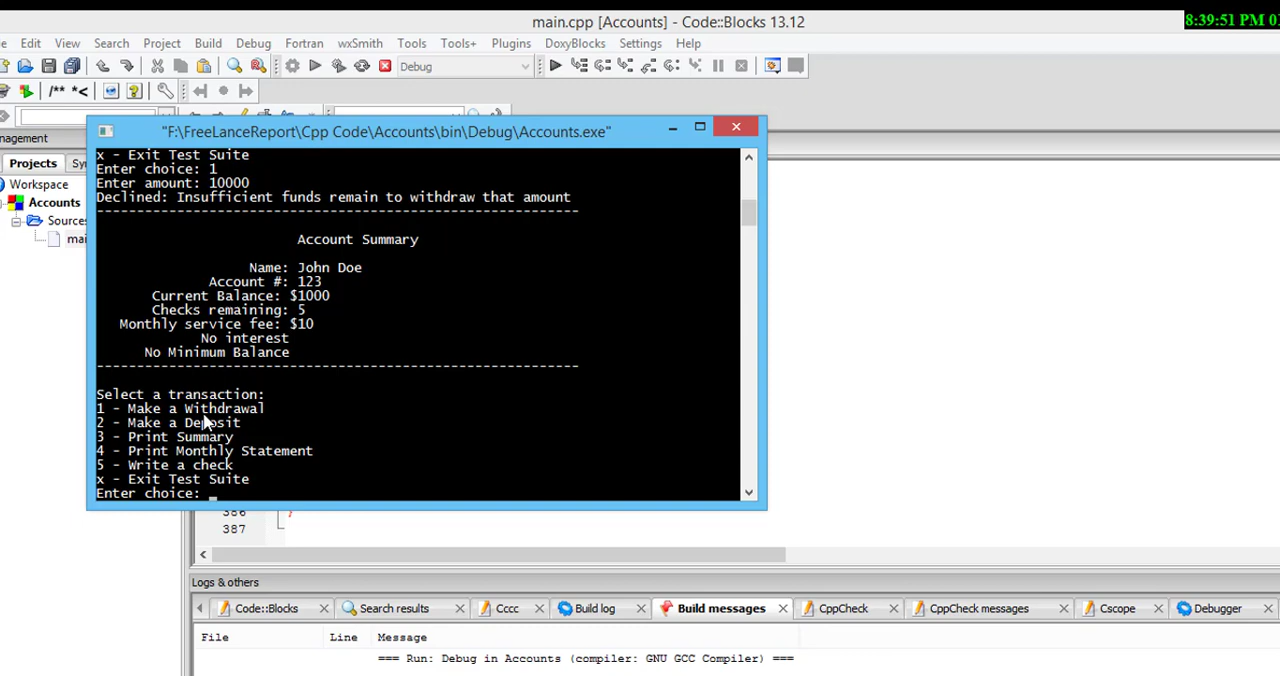 main.cpp [Accounts] - Code::Blocks 13.12
8:39:51 PM
Edit View Search Project Build Debug Fortran wxSmith Tools Tools+ Plugins DoxyBlocks Settings Help
Debug
/** *<
"F:\FreeLanceReport\Cpp Code\Accounts\bin\Debug\Accounts.exe"
Projects
Workspace
Accounts
Sources
x - Exit Test Suite
Enter choice: 1
Enter amount: 10000
Declined: Insufficient funds remain to withdraw that amount
----------------------------------------------------------
Account Summary
Name: John Doe
Account #: 123
Current Balance: $1000
Checks remaining: 5
Monthly service fee: $10
No interest
No Minimum Balance
----------------------------------------------------------
Select a transaction:
1 - Make a Withdrawal
2 - Make a Deposit
3 - Print Summary
4 - Print Monthly Statement
5 - Write a check
x - Exit Test Suite
Enter choice: _
386 }
387
Logs & others
Code::Blocks Search results Cccc Build log Build messages CppCheck CppCheck messages Cscope Debugger
File Line Message
=== Run: Debug in Accounts (compiler: GNU GCC Compiler) ===